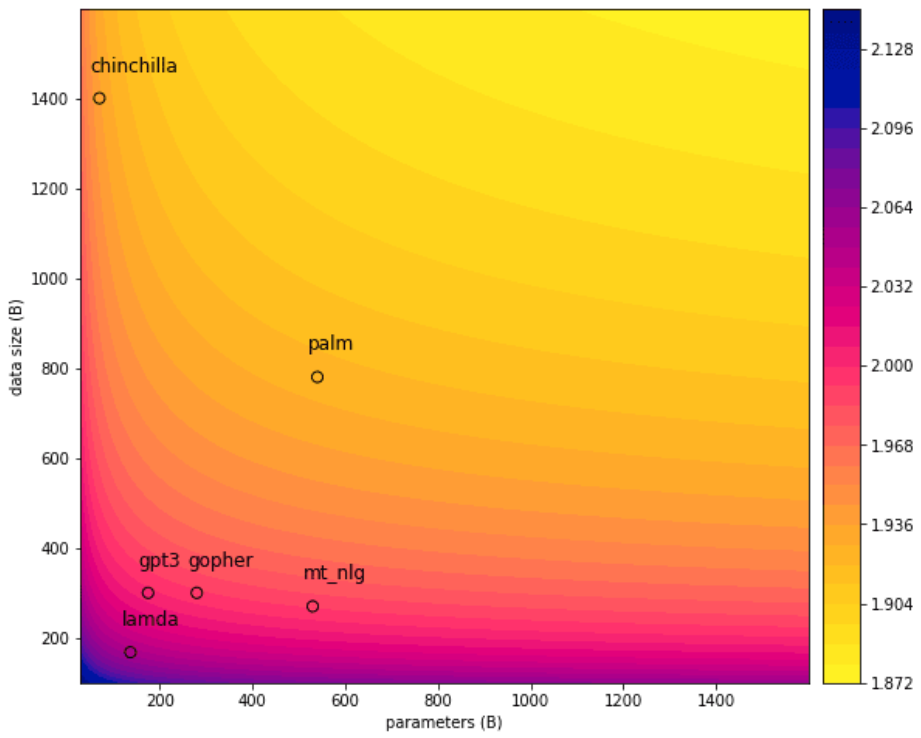 chinchilla
palm
gpt3 gopher
mt_nlg
lamda
data size (B)
1400
1200
1000
800
600
400
200
200 400 600 800 1000 1200 1400
parameters (B)
2.128
2.096
2.064
2.032
2.000
1.968
1.936
1.904
1.872